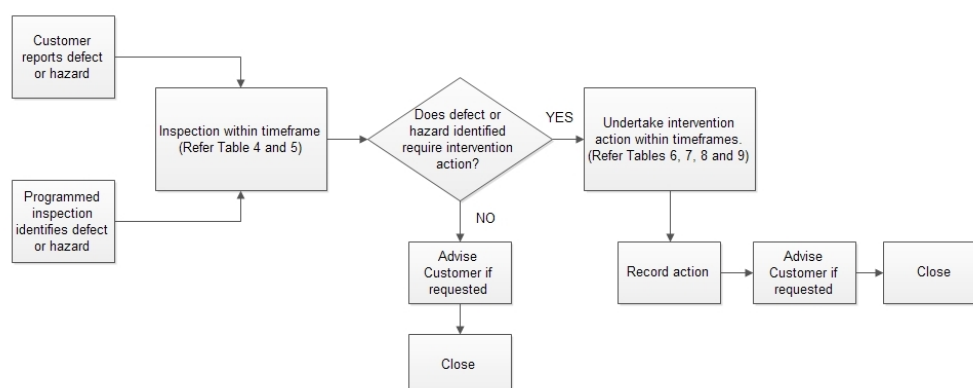 Customer
reports defect
or hazard
Inspection within timeframe
(Refer Table 4 and 5)
Programmed
inspection
identifies defect
or hazard
Does defect or
hazard identified
require intervention
action?
YES
Undertake intervention
action within timeframes.
(Refer Tables 6, 7, 8 and 9)
NO
Advise
Customer if
requested
Close
Record action
Advise
Customer if
requested
Close